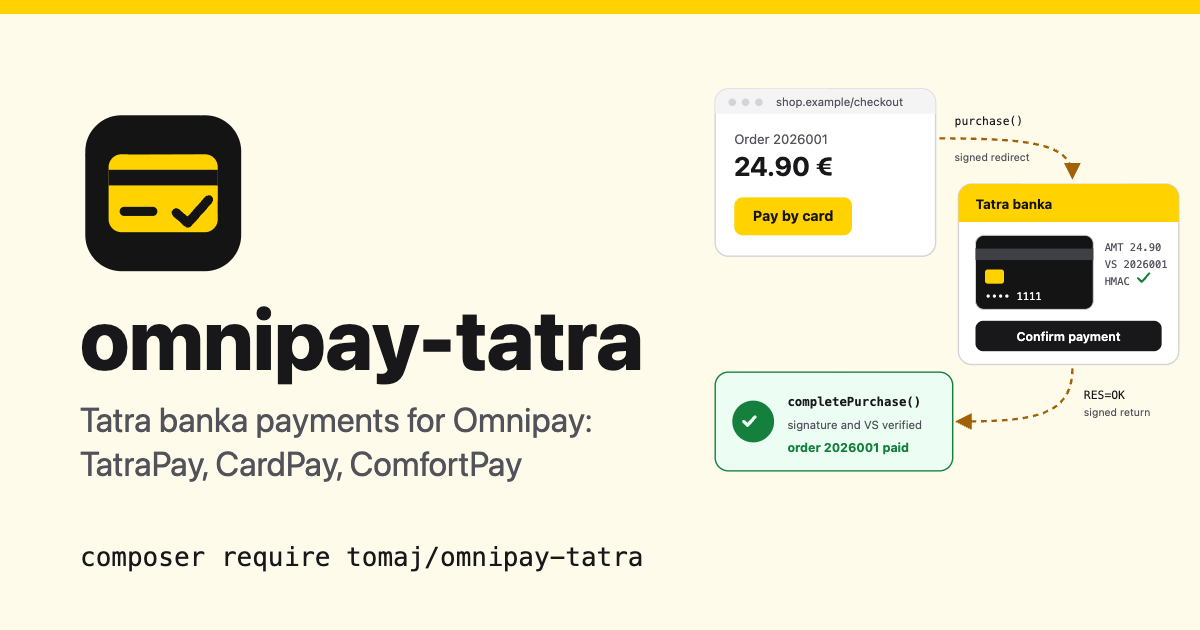 omnipay-tatra
Tatra banka payments for Omnipay:
TatraPay, CardPay, ComfortPay
composer require tomaj/omnipay-tatra
shop.example/checkout
Order 2026001
24.90 €
Pay by card
purchase()
signed redirect
Tatra banka
AMT 24.90
VS 2026001
HMAC
•••• 1111
Confirm payment
RES=OK
signed return
completePurchase()
signature and VS verified
order 2026001 paid